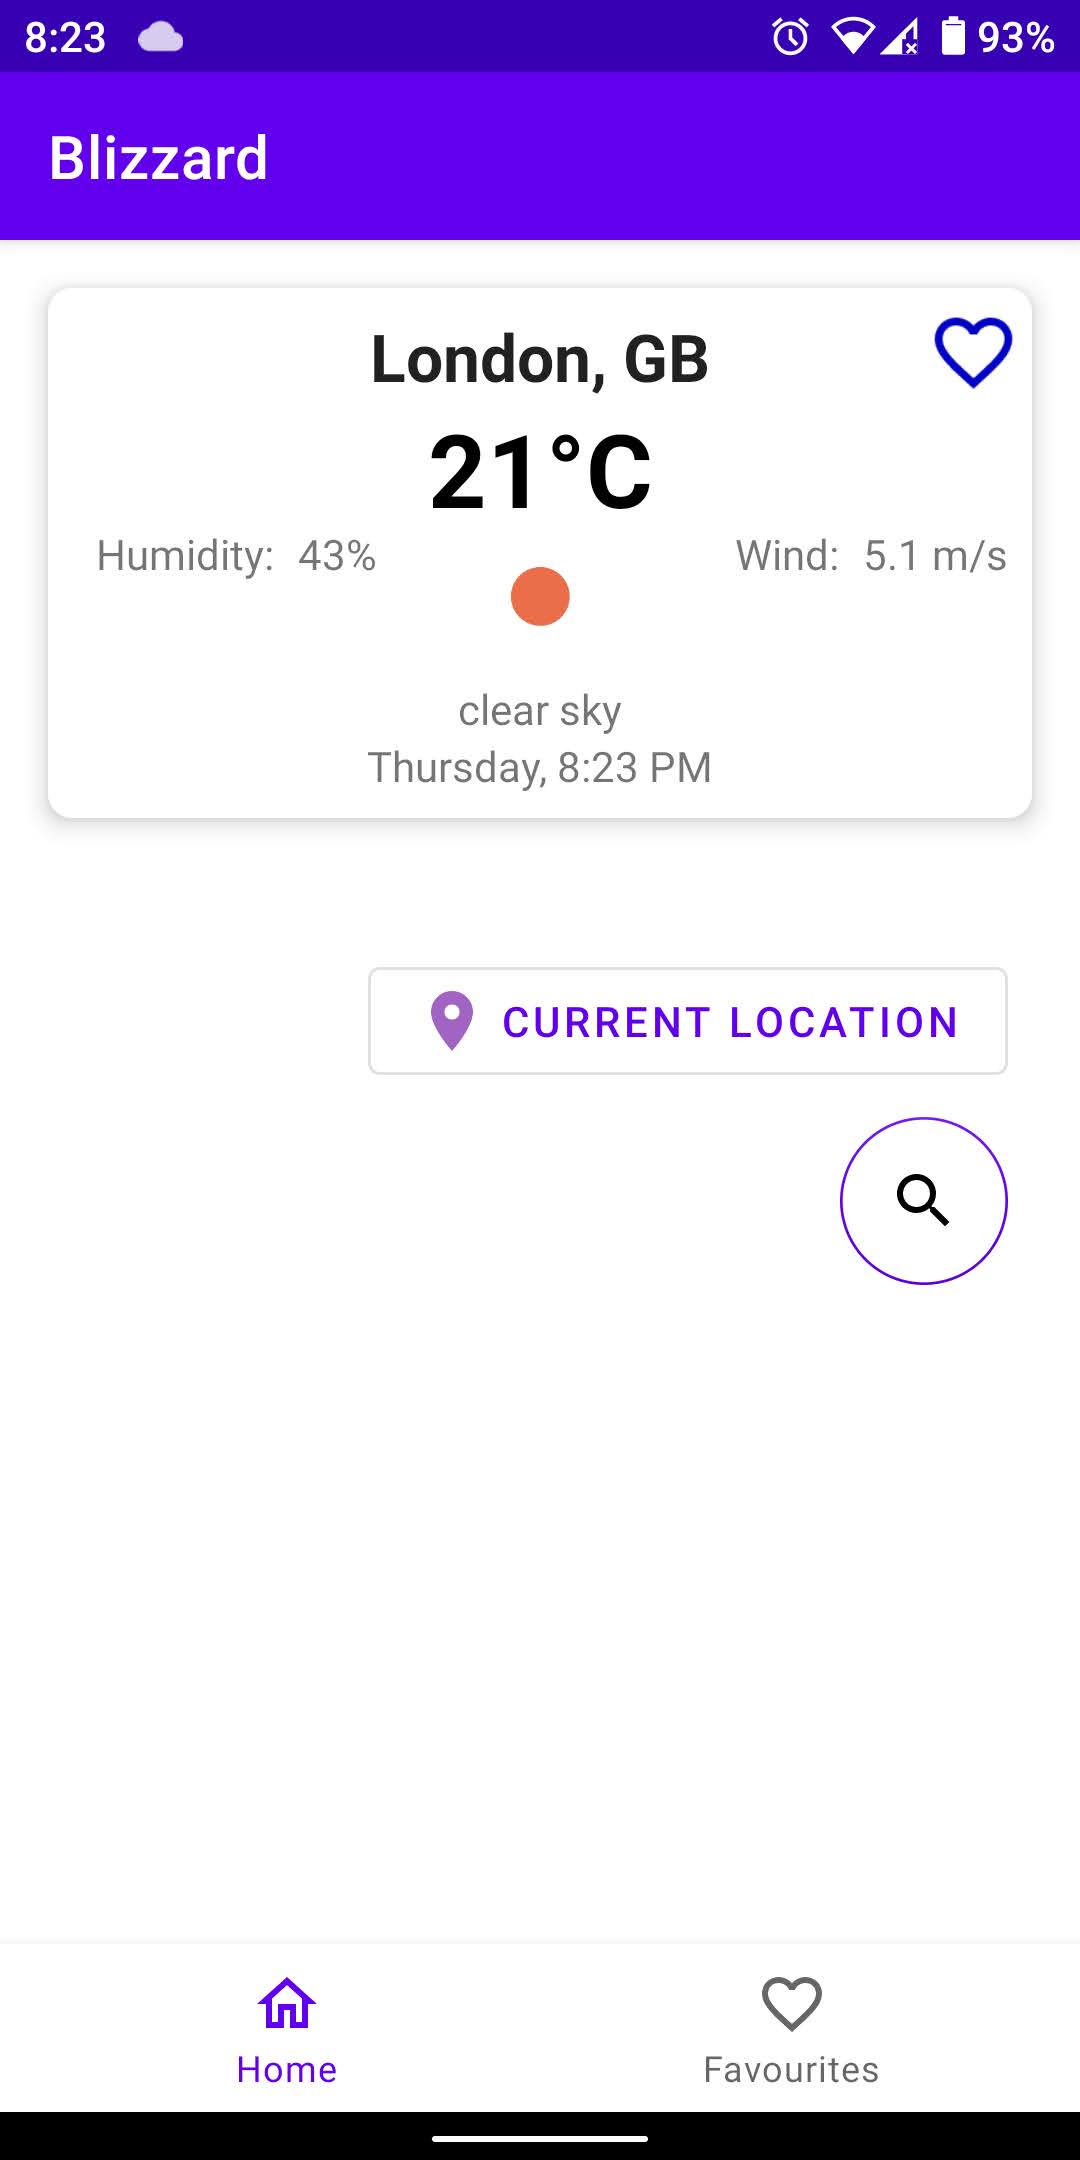 8:23 93%
Blizzard
London, GB
21°C
Humidity: 43% Wind: 5.1 m/s
clear sky
Thursday, 8:23 PM
CURRENT LOCATION
Home Favourites